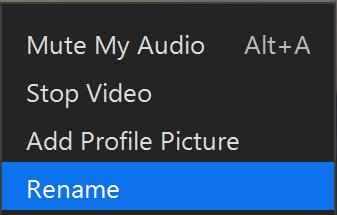 Mute My Audio Alt+A
Stop Video
Add Profile Picture
Rename